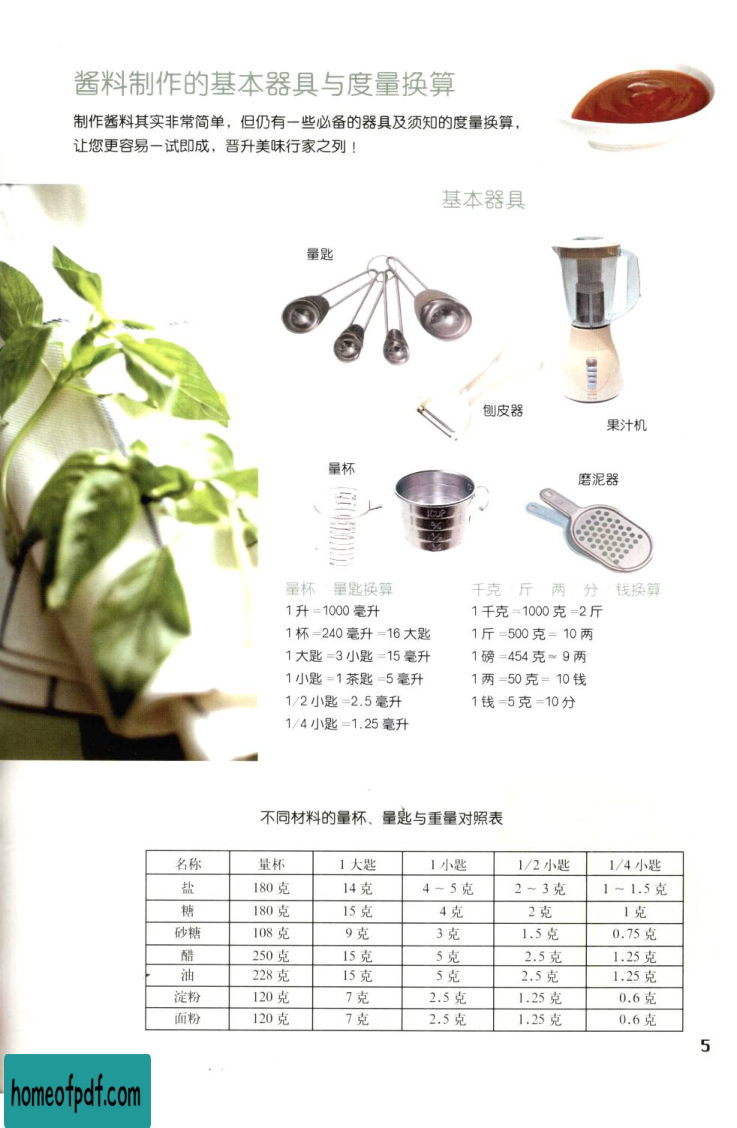 酱料制作的基本器具与度量换算
制作酱料其实非常简单，但仍有一些必备的器具及须知的度量换算，
让您更容易一试即成，晋升美味行家之列！
基本器具
量匙
刨皮器
果汁机
量杯
磨泥器
1CUP
量杯/量匙换算
1升=1000毫升
1杯=240毫升=16大匙
1大匙=3小匙=15毫升
1小匙=1茶匙=5毫升
1/2小匙=2.5毫升
1/4小匙=1.25毫升
千克/斤/两/分/钱换算
1千克=1000克=2斤
1斤=500克=10两
1磅=454克≈9两
1两=50克=10钱
1钱=5克=10分
不同材料的量杯、量匙与重量对照表
名称 量杯 1大匙 1小匙 1/2小匙 1/4小匙
盐 180克 14克 4～5克 2～3克 1～1.5克
糖 180克 15克 4克 2克 1克
砂糖 108克 9克 3克 1.5克 0.75克
醋 250克 15克 5克 2.5克 1.25克
油 228克 15克 5克 2.5克 1.25克
淀粉 120克 7克 2.5克 1.25克 0.6克
面粉 120克 7克 2.5克 1.25克 0.6克
5
homeofpdf.com